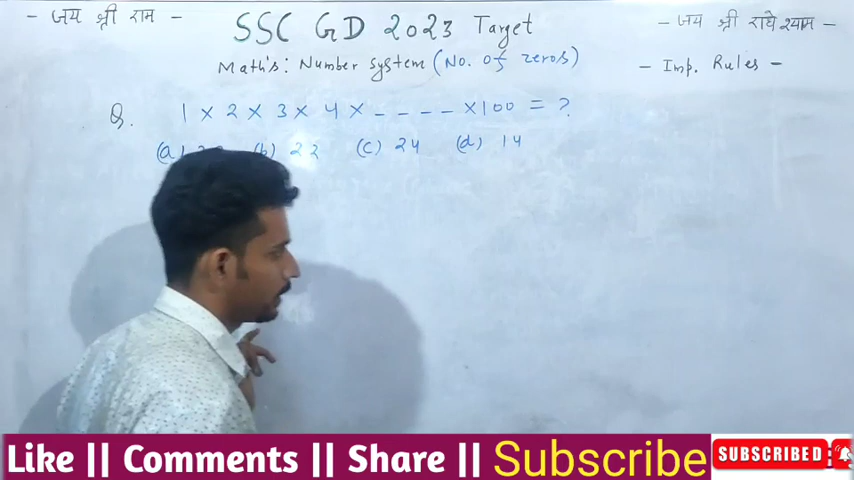 - जय श्री राम -
SSC GD 2023 Target
- जय श्री राधे श्याम -
Math's: Number system (No. of zeros)
- Imp. Rules -
Q. 1 × 2 × 3 × 4 × - - - - ×100 = ?
(a) (b) 22 (c) 24 (d) 14
Like || Comments || Share || Subscribe
SUBSCRIBED